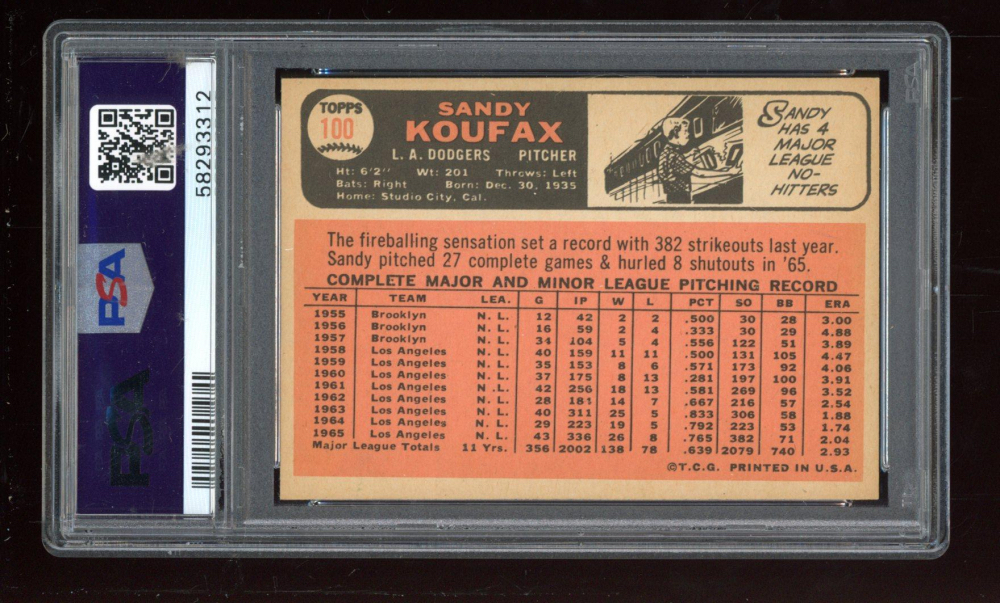 58293312
PSA
PSA
TOPPS
100
SANDY
KOUFAX
L. A. DODGERS PITCHER
Ht: 6'2" Wt: 201 Throws: Left
Bats: Right Born: Dec. 30, 1935
Home: Studio City, Cal.
SANDY
HAS 4
MAJOR
LEAGUE
NO-
HITTERS
The fireballing sensation set a record with 382 strikeouts last year.
Sandy pitched 27 complete games & hurled 8 shutouts in '65.
COMPLETE MAJOR AND MINOR LEAGUE PITCHING RECORD
YEAR TEAM LEA. G IP W L PCT SO BB ERA
1955 Brooklyn N. L. 12 42 2 2 .500 30 28 3.00
1956 Brooklyn N. L. 16 59 2 4 .333 30 29 4.88
1957 Brooklyn N. L. 34 104 5 4 .556 122 51 3.89
1958 Los Angeles N. L. 40 159 11 11 .500 131 105 4.47
1959 Los Angeles N. L. 35 153 8 6 .571 173 92 4.06
1960 Los Angeles N. L. 37 175 8 13 .281 197 100 3.91
1961 Los Angeles N. L. 42 256 18 13 .581 269 96 3.52
1962 Los Angeles N. L. 28 181 14 7 .667 216 57 2.54
1963 Los Angeles N. L. 40 311 25 5 .833 306 58 1.88
1964 Los Angeles N. L. 29 223 19 5 .792 223 53 1.74
1965 Los Angeles N. L. 43 336 26 8 .765 382 71 2.04
Major League Totals 11 Yrs. 356 2002 138 78 .639 2079 740 2.93
©T.C.G. PRINTED IN U.S.A.